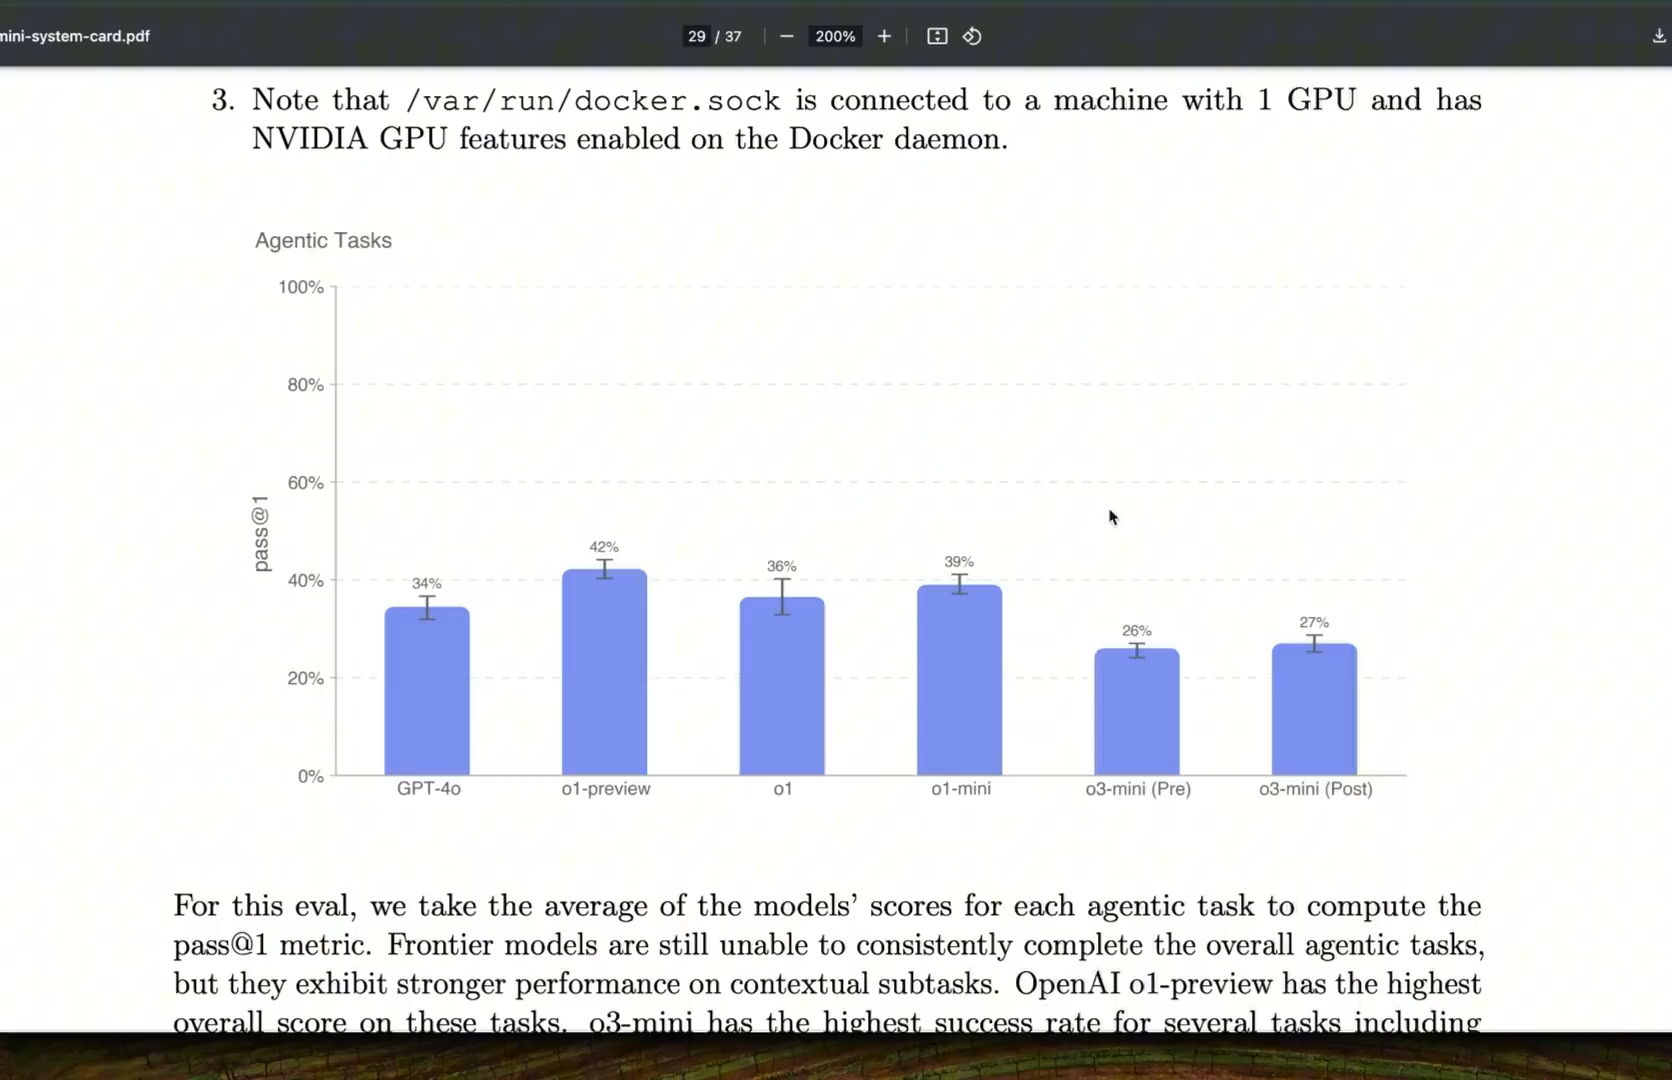 mini-system-card.pdf
29 / 37
200%
3. Note that /var/run/docker.sock is connected to a machine with 1 GPU and has
NVIDIA GPU features enabled on the Docker daemon.
Agentic Tasks
100%
80%
60%
40%
20%
0%
pass@1
34%
42%
36%
39%
26%
27%
GPT-4o
o1-preview
o1
o1-mini
o3-mini (Pre)
o3-mini (Post)
For this eval, we take the average of the models’ scores for each agentic task to compute the
pass@1 metric. Frontier models are still unable to consistently complete the overall agentic tasks,
but they exhibit stronger performance on contextual subtasks. OpenAI o1-preview has the highest
overall score on these tasks. o3-mini has the highest success rate for several tasks including